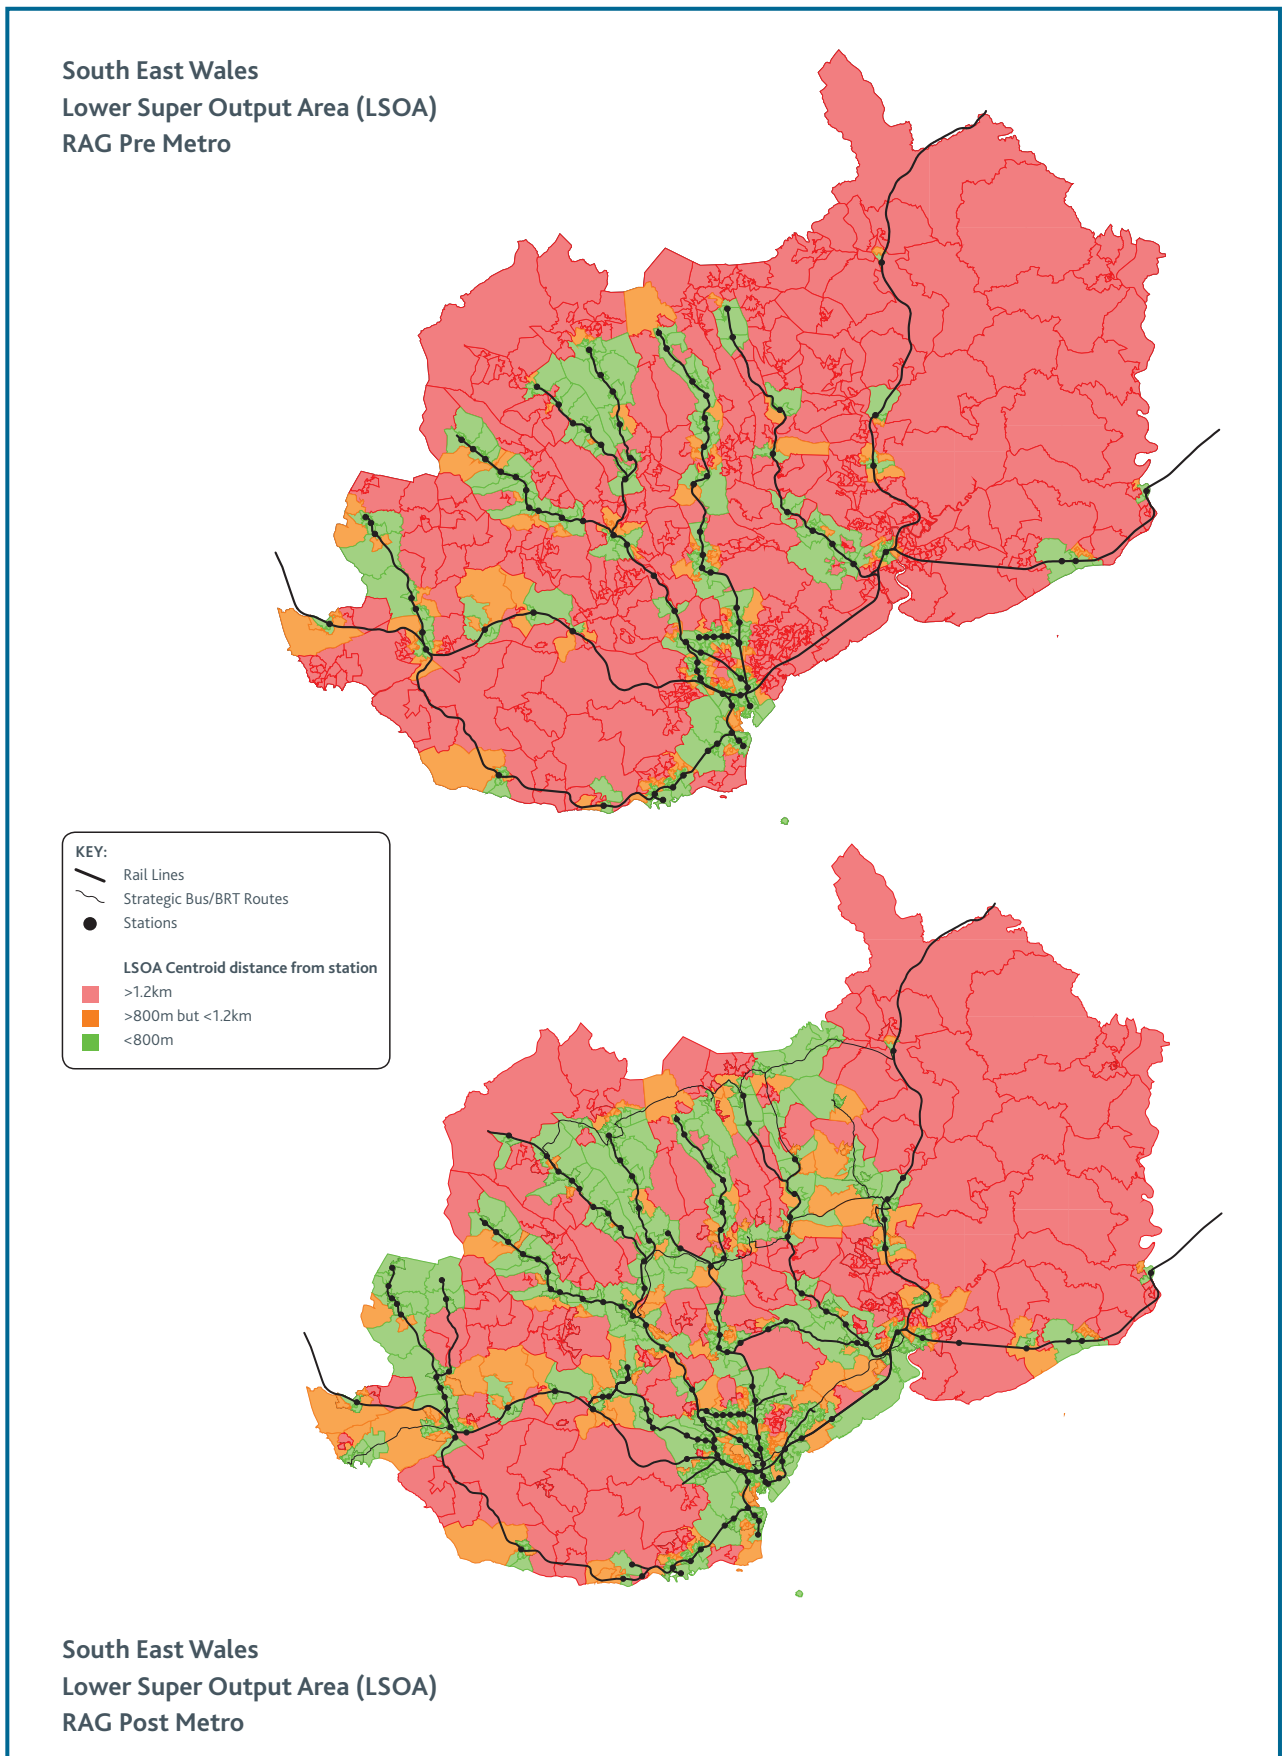 South East Wales
Lower Super Output Area (LSOA)
RAG Pre Metro
KEY:
Rail Lines
Strategic Bus/BRT Routes
Stations
LSOA Centroid distance from station
>1.2km
>800m but <1.2km
<800m
South East Wales
Lower Super Output Area (LSOA)
RAG Post Metro